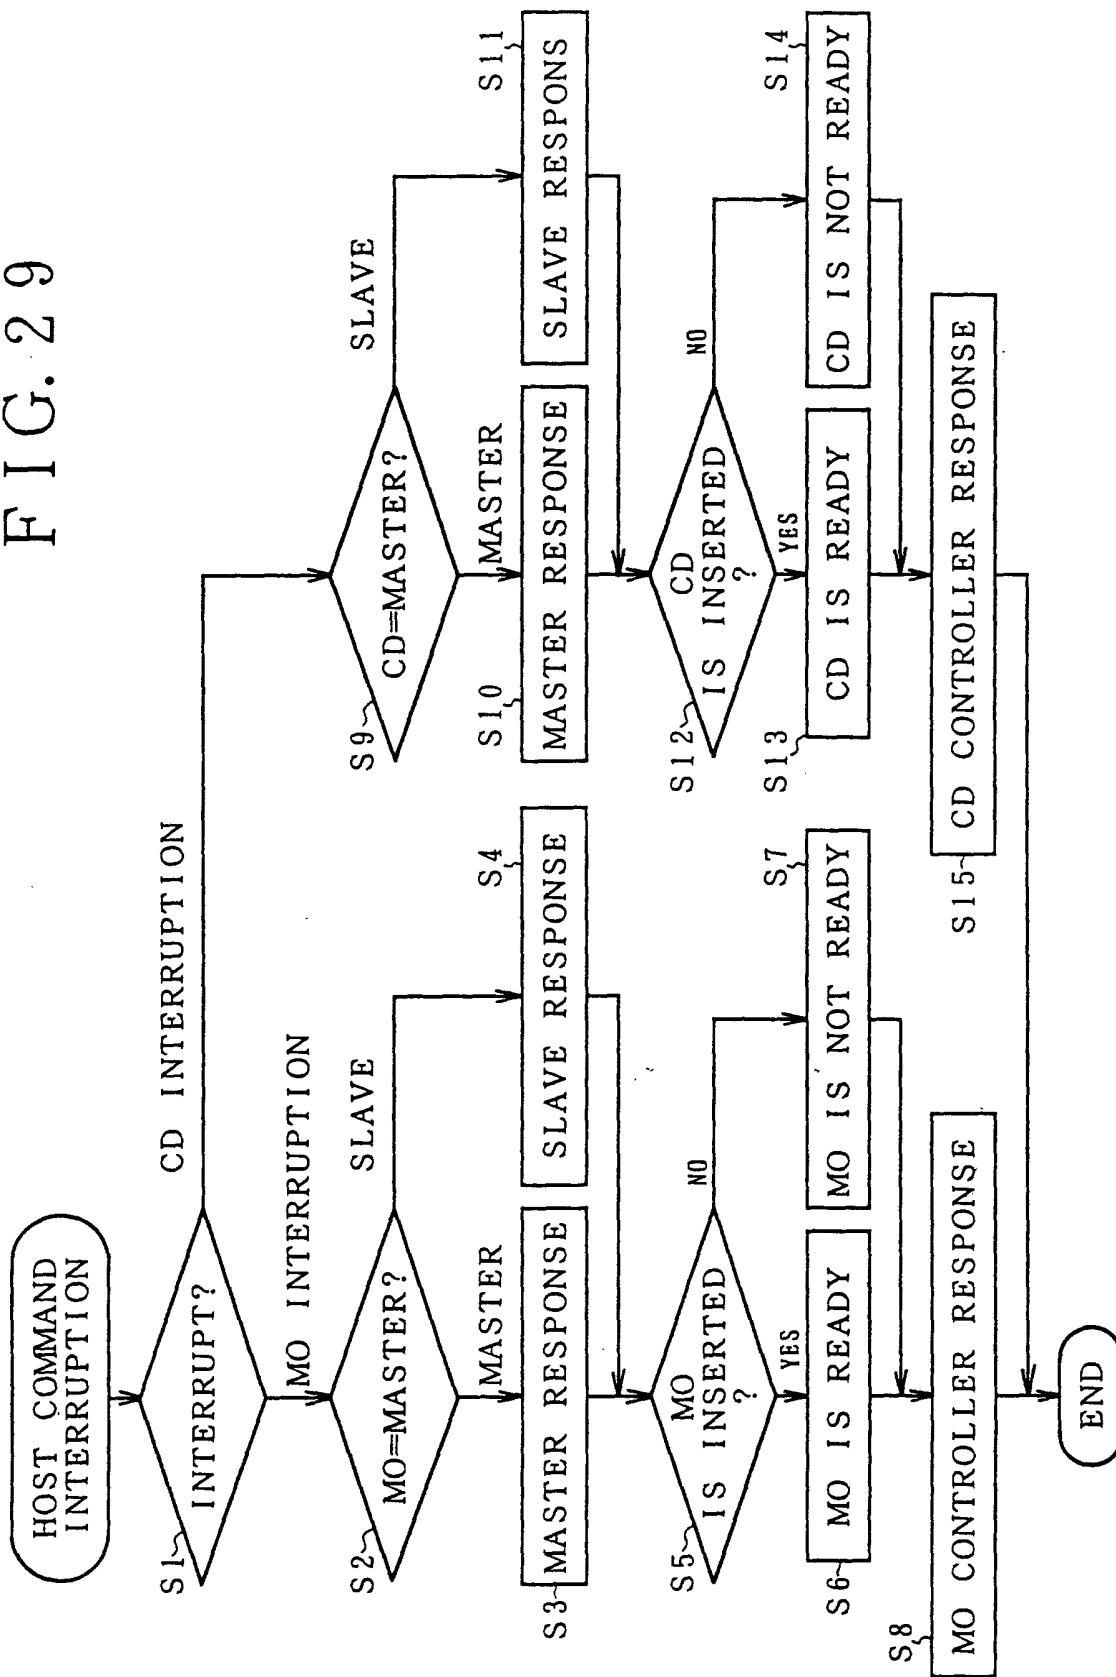 FIG. 29
HOST COMMAND
INTERRUPTION
S1
INTERRUPT?
CD INTERRUPTION
MO INTERRUPTION
S2
MO=MASTER?
SLAVE
MASTER
S3
MASTER RESPONSE
S4
SLAVE RESPONSE
S5
MO
IS INSERTED
?
NO
YES
S6
MO IS READY
S7
MO IS NOT READY
S8
MO CONTROLLER RESPONSE
S9
CD=MASTER?
SLAVE
MASTER
S10
MASTER RESPONSE
S11
SLAVE RESPONS
S12
CD
IS INSERTED
?
NO
YES
S13
CD IS READY
S14
CD IS NOT READY
S15
CD CONTROLLER RESPONSE
END